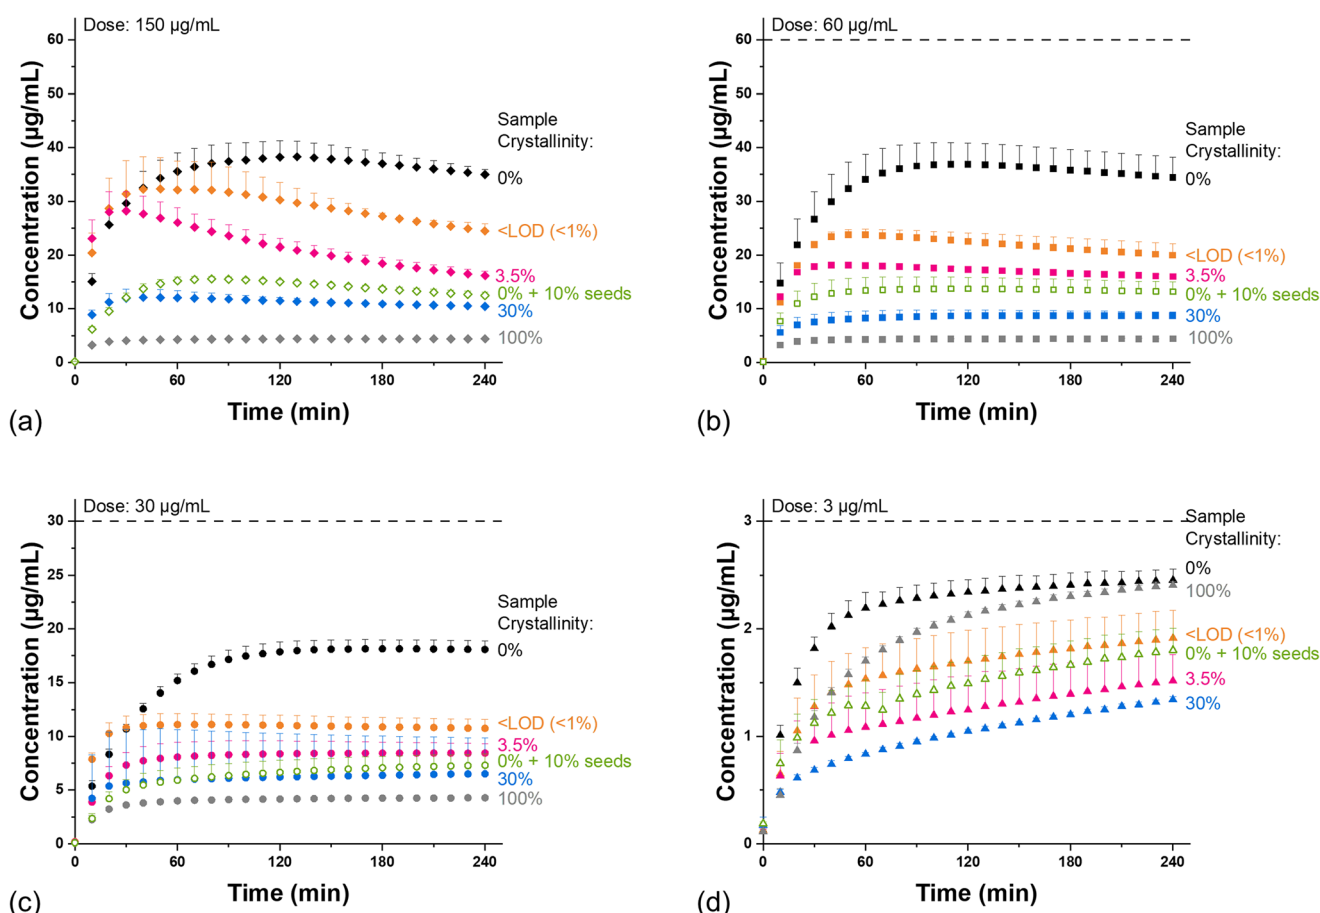 Dose: 150 µg/mL
60
50
40
30
20
10
0
Concentration (µg/mL)
0
60
120
180
240
Time (min)
Sample
Crystallinity:
0%
<LOD (<1%)
3.5%
0% + 10% seeds
30%
100%
(a)
Dose: 60 µg/mL
60
50
40
30
20
10
0
Concentration (µg/mL)
0
60
120
180
240
Time (min)
Sample
Crystallinity:
0%
<LOD (<1%)
3.5%
0% + 10% seeds
30%
100%
(b)
Dose: 30 µg/mL
30
25
20
15
10
5
0
Concentration (µg/mL)
0
60
120
180
240
Time (min)
Sample
Crystallinity:
0%
<LOD (<1%)
3.5%
0% + 10% seeds
30%
100%
(c)
Dose: 3 µg/mL
3
2
1
0
Concentration (µg/mL)
0
60
120
180
240
Time (min)
Sample
Crystallinity:
0%
100%
<LOD (<1%)
0% + 10% seeds
3.5%
30%
(d)